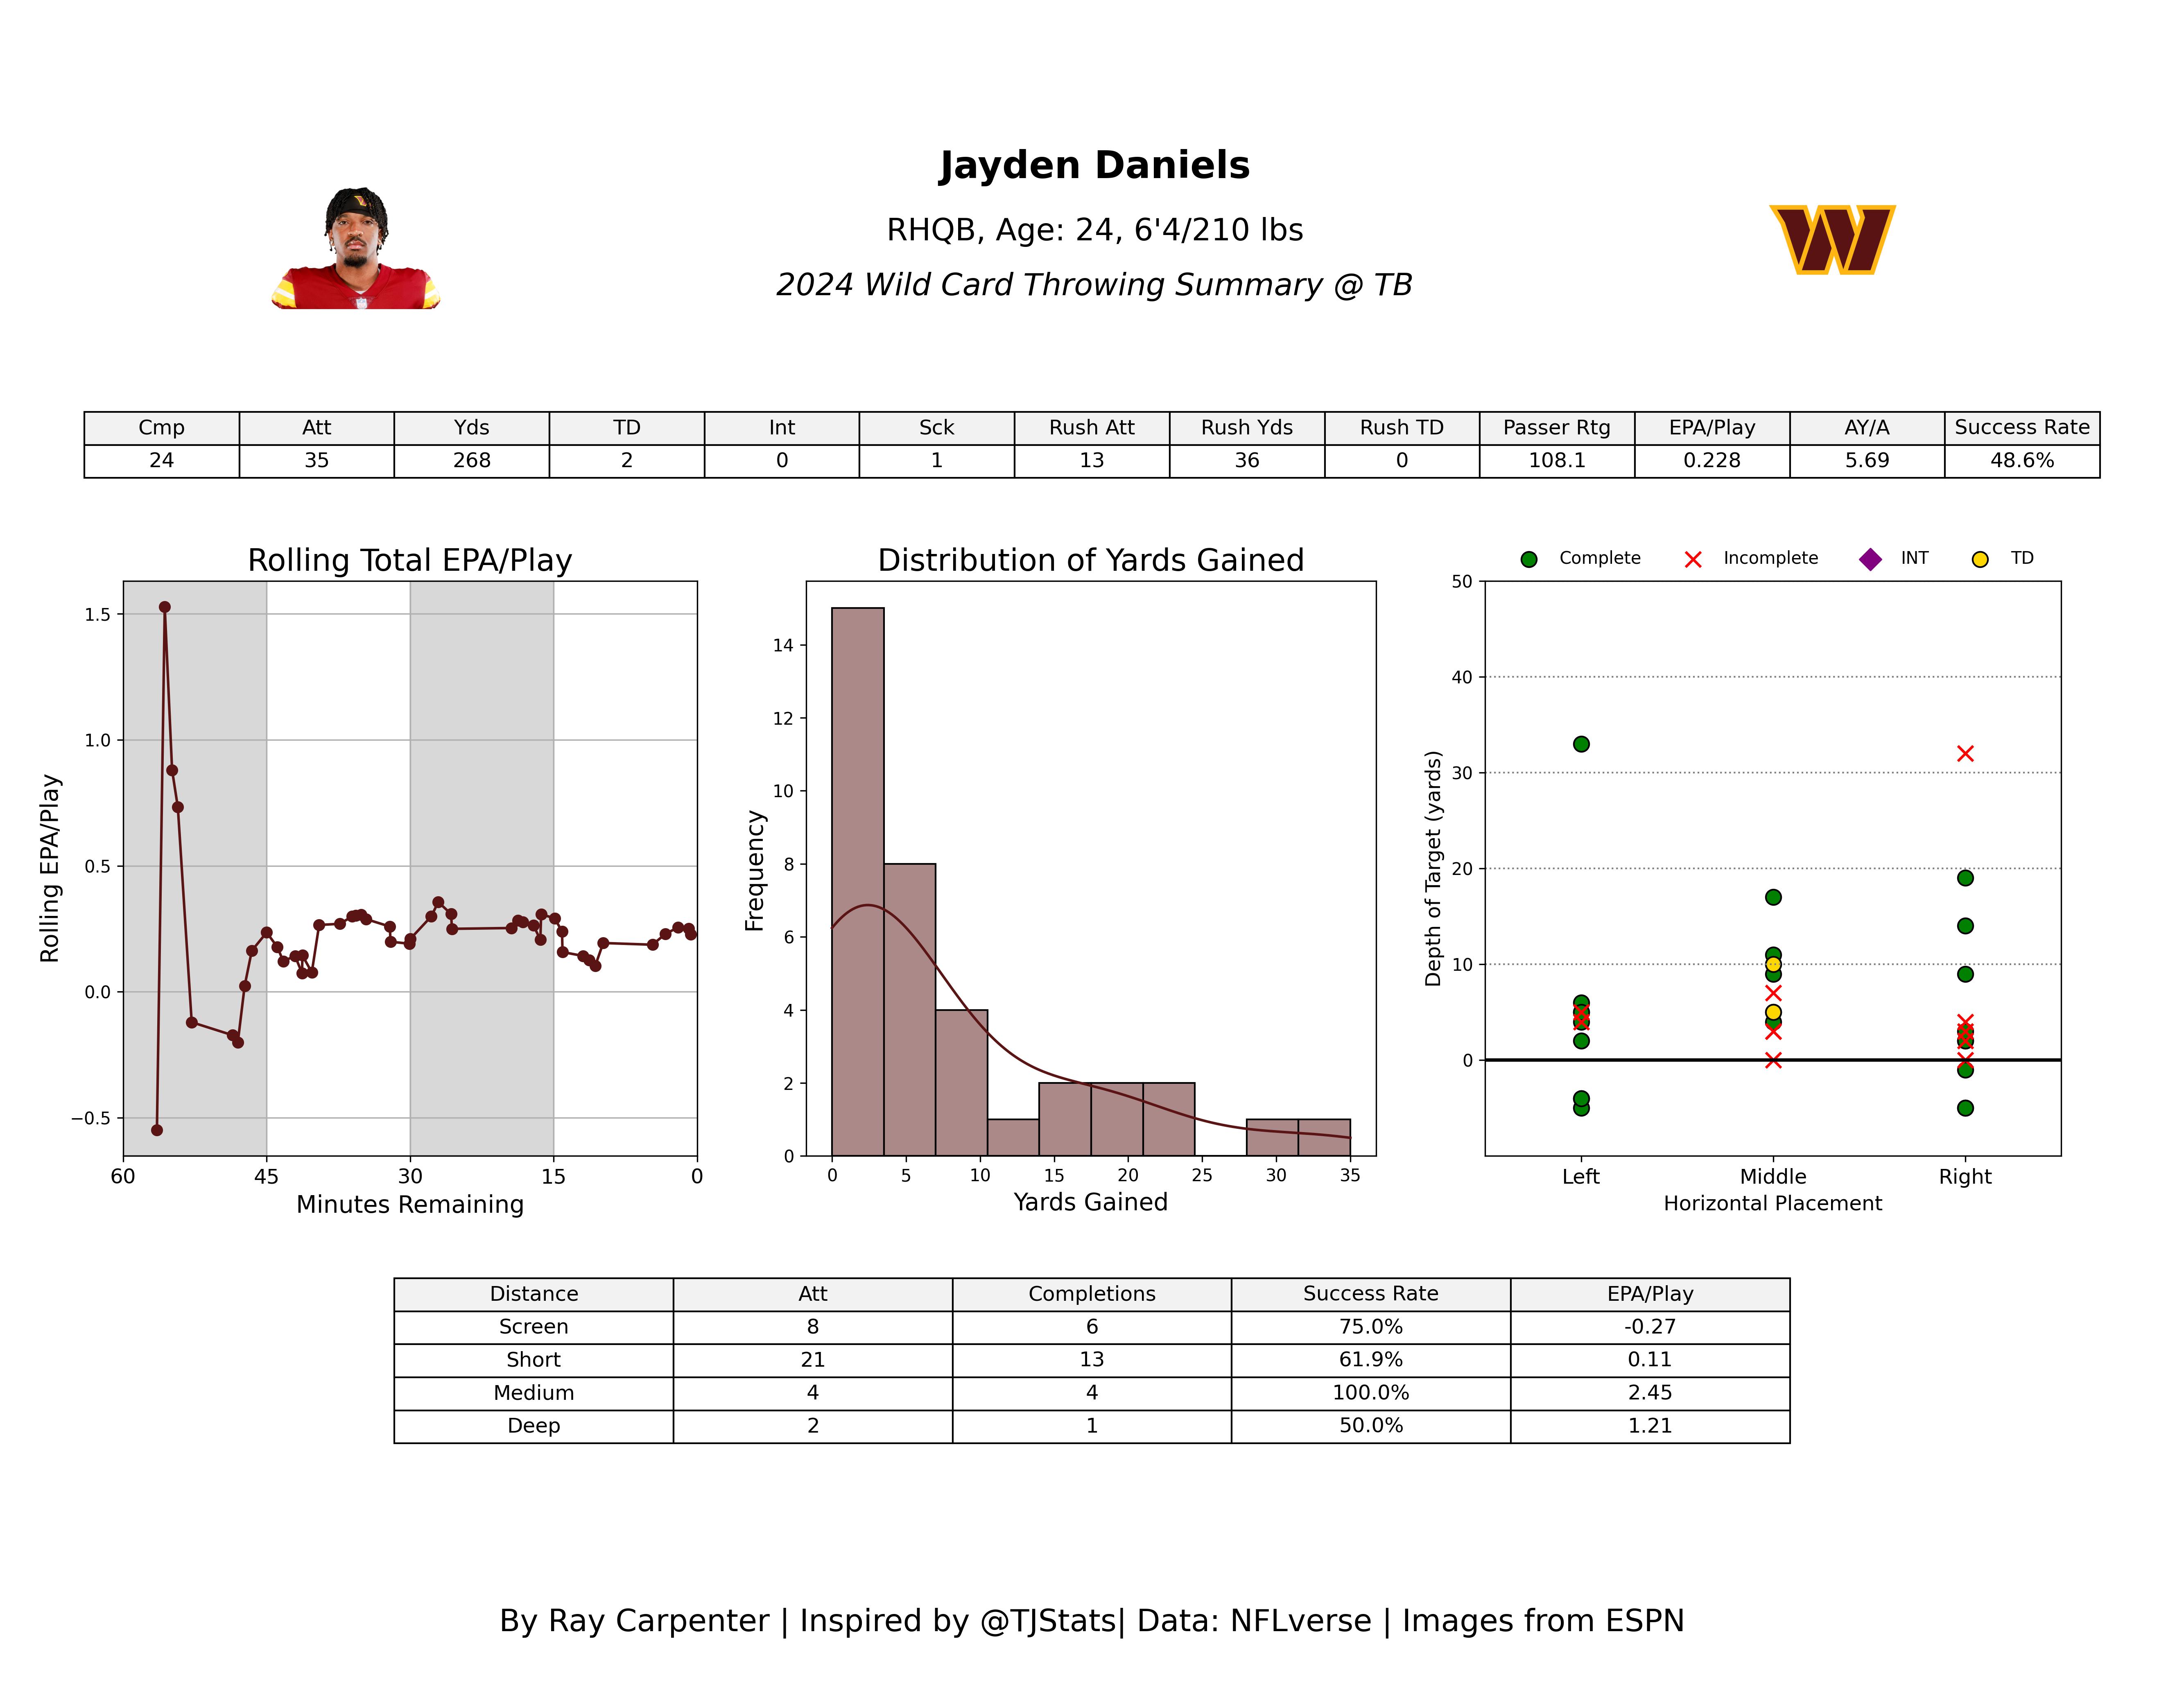 Jayden Daniels
RHQB, Age: 24, 6'4/210 lbs
2024 Wild Card Throwing Summary @ TB
Cmp Att Yds TD Int Sck Rush Att Rush Yds Rush TD Passer Rtg EPA/Play AY/A Success Rate
24 35 268 2 0 1 13 36 0 108.1 0.228 5.69 48.6%
Rolling Total EPA/Play
Rolling EPA/Play
1.5
1.0
0.5
0.0
−0.5
60 45 30 15 0
Minutes Remaining
Distribution of Yards Gained
Frequency
14
12
10
8
6
4
2
0
0 5 10 15 20 25 30 35
Yards Gained
Complete Incomplete INT TD
Depth of Target (yards)
50
40
30
20
10
0
Left Middle Right
Horizontal Placement
Distance Att Completions Success Rate EPA/Play
Screen 8 6 75.0% -0.27
Short 21 13 61.9% 0.11
Medium 4 4 100.0% 2.45
Deep 2 1 50.0% 1.21
By Ray Carpenter | Inspired by @TJStats| Data: NFLverse | Images from ESPN